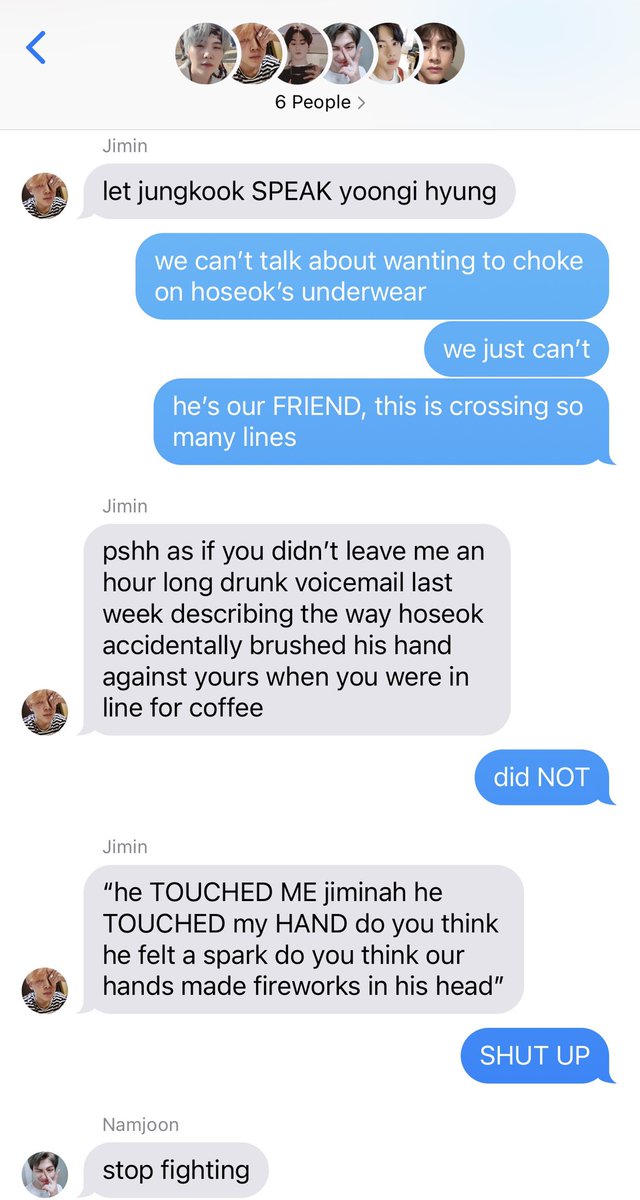 6 People >
Jimin
let jungkook SPEAK yoongi hyung
we can’t talk about wanting to choke
on hoseok’s underwear
we just can’t
he’s our FRIEND, this is crossing so
many lines
Jimin
pshh as if you didn’t leave me an
hour long drunk voicemail last
week describing the way hoseok
accidentally brushed his hand
against yours when you were in
line for coffee
did NOT
Jimin
“he TOUCHED ME jiminah he
TOUCHED my HAND do you think
he felt a spark do you think our
hands made fireworks in his head”
SHUT UP
Namjoon
stop fighting